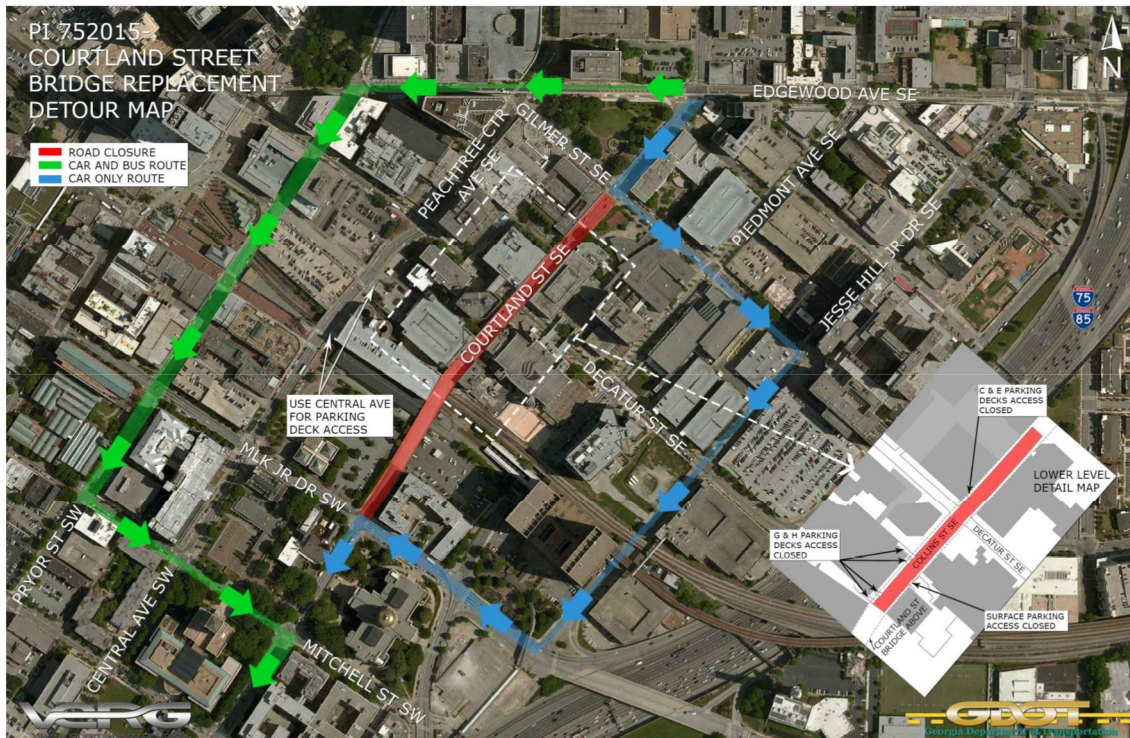 PI 752015-
COURTLAND STREET
BRIDGE REPLACEMENT
DETOUR MAP
ROAD CLOSURE
CAR AND BUS ROUTE
CAR ONLY ROUTE
N
EDGEWOOD AVE SE
GILMER ST SE
PEACHTREE CTR
AVE SE
PIEDMONT AVE SE
JESSE HILL JR DR SE
COURTLAND ST SE
75
85
DECATUR ST SE
USE CENTRAL AVE
FOR PARKING
DECK ACCESS
MLK JR DR SW
PRYOR ST SW
CENTRAL AVE SW
MITCHELL ST SW
C & E PARKING
DECKS ACCESS
CLOSED
LOWER LEVEL
DETAIL MAP
G & H PARKING
DECKS ACCESS
CLOSED
COLLINS ST SE
DECATUR ST SE
SURFACE PARKING
ACCESS CLOSED
COURTLAND ST
BRIDGE ABOVE
GDOT
Georgia Department of Transportation